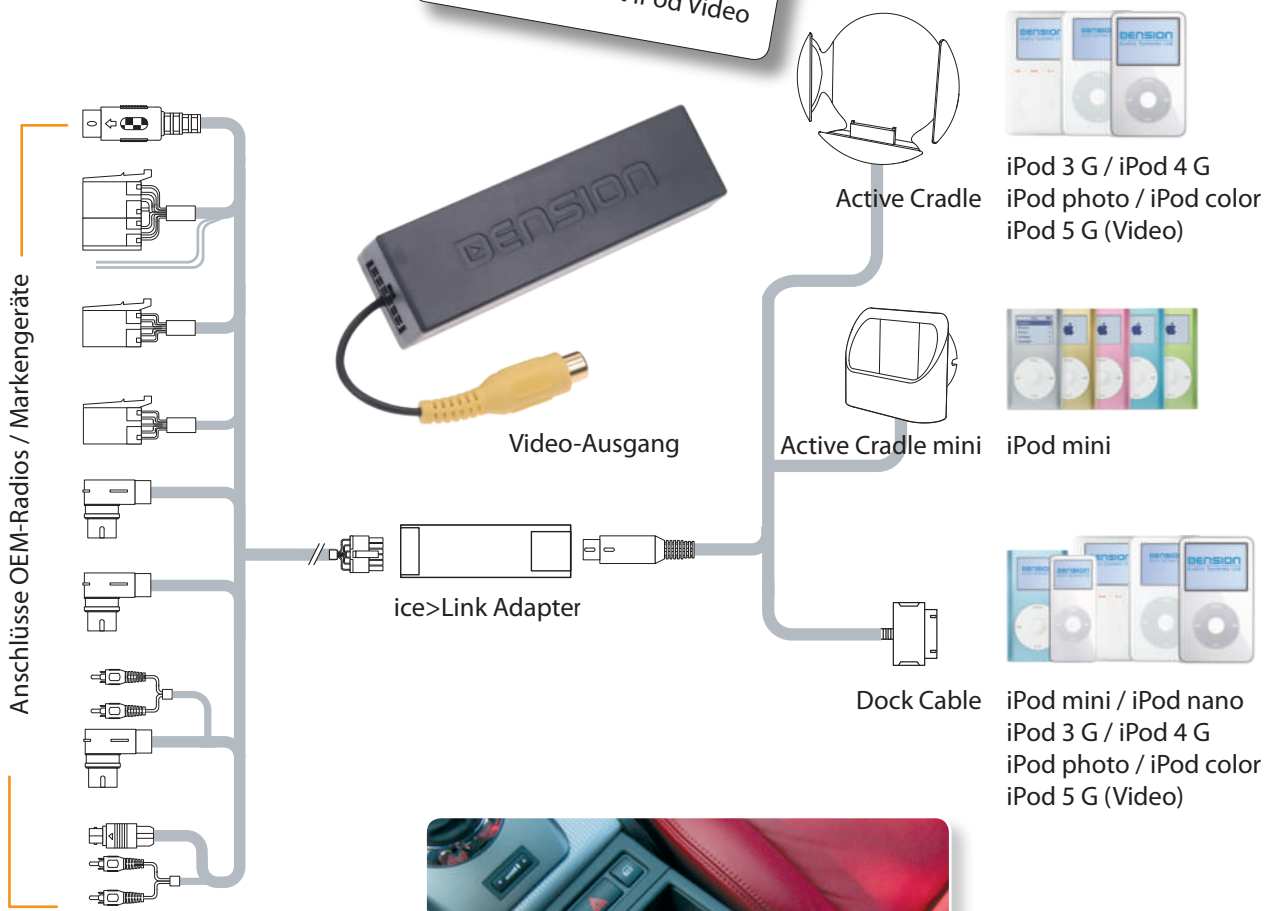 iPod Video
DENSION
iPod 3 G / iPod 4 G
iPod photo / iPod color
iPod 5 G (Video)
Active Cradle
DENSION
Anschlüsse OEM-Radios / Markengeräte
Video-Ausgang
Active Cradle mini
iPod mini
ice>Link Adapter
DENSION
Dock Cable
iPod mini / iPod nano
iPod 3 G / iPod 4 G
iPod photo / iPod color
iPod 5 G (Video)